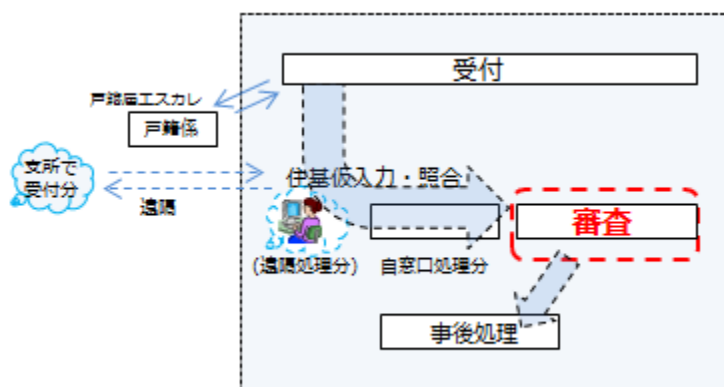 受付
戸籍届エスカレ
戸籍係
支所で
受付分
遠隔
住基仮入力・照合
審査
(遠隔処理分)
自窓口処理分
事後処理